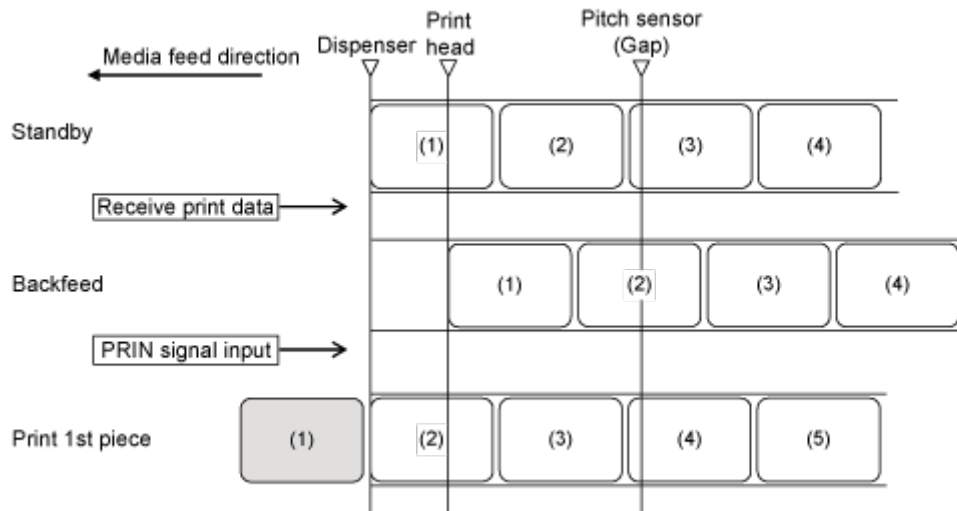 Media feed direction
Dispenser
Print
head
Pitch sensor
(Gap)
Standby
(1)
(2)
(3)
(4)
Receive print data
Backfeed
(1)
(2)
(3)
(4)
PRIN signal input
Print 1st piece
(1)
(2)
(3)
(4)
(5)